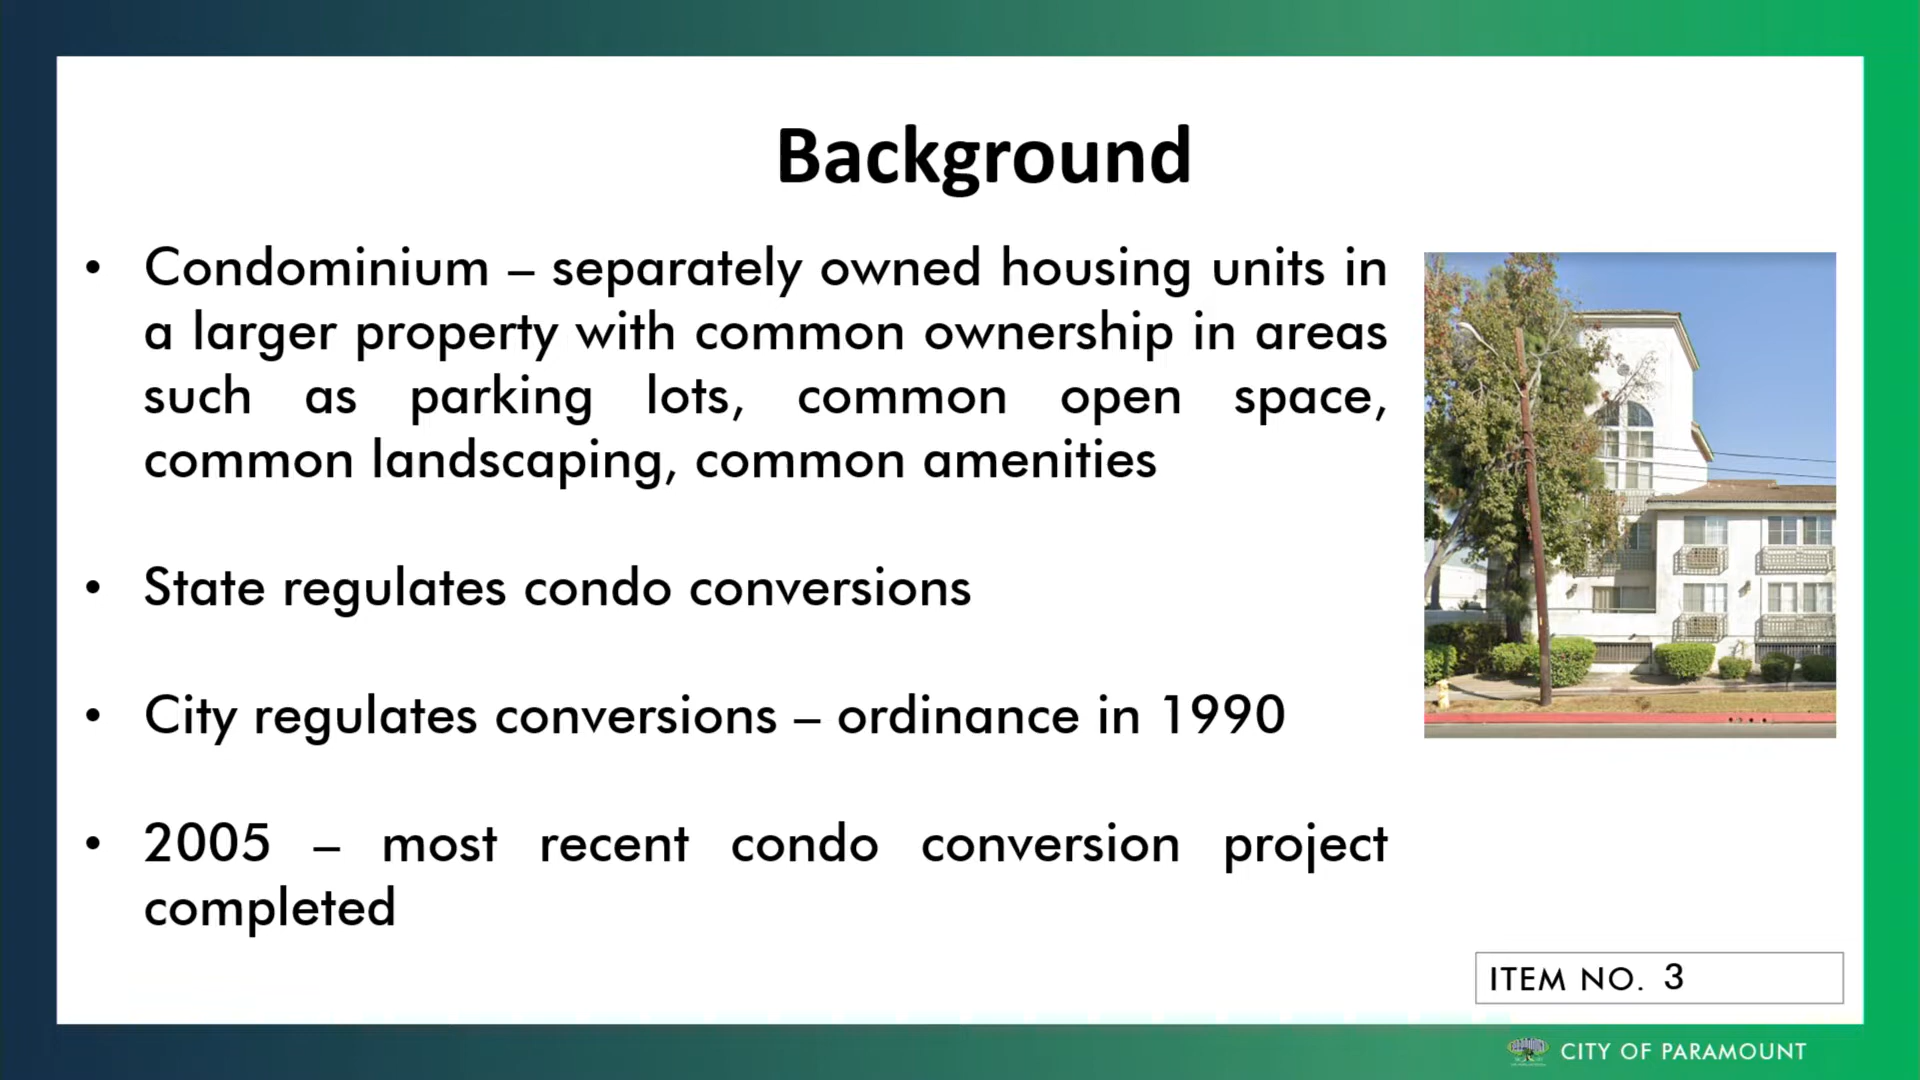 Background
• Condominium – separately owned housing units in
a larger property with common ownership in areas
such as parking lots, common open space,
common landscaping, common amenities
• State regulates condo conversions
• City regulates conversions – ordinance in 1990
• 2005 – most recent condo conversion project
completed
ITEM NO. 3
CITY OF PARAMOUNT